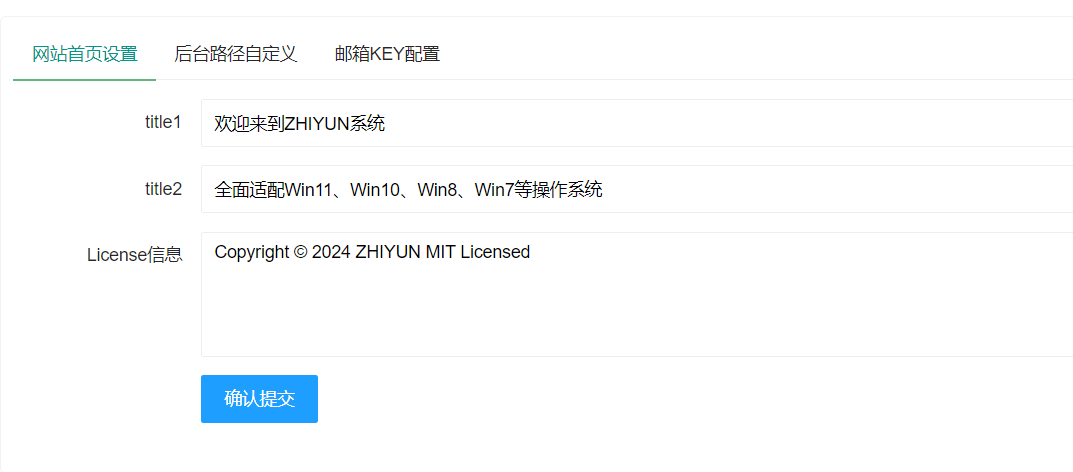 网站首页设置 后台路径自定义 邮箱KEY配置
title1 欢迎来到ZHIYUN系统
title2 全面适配Win11、Win10、Win8、Win7等操作系统
License信息 Copyright © 2024 ZHIYUN MIT Licensed
确认提交